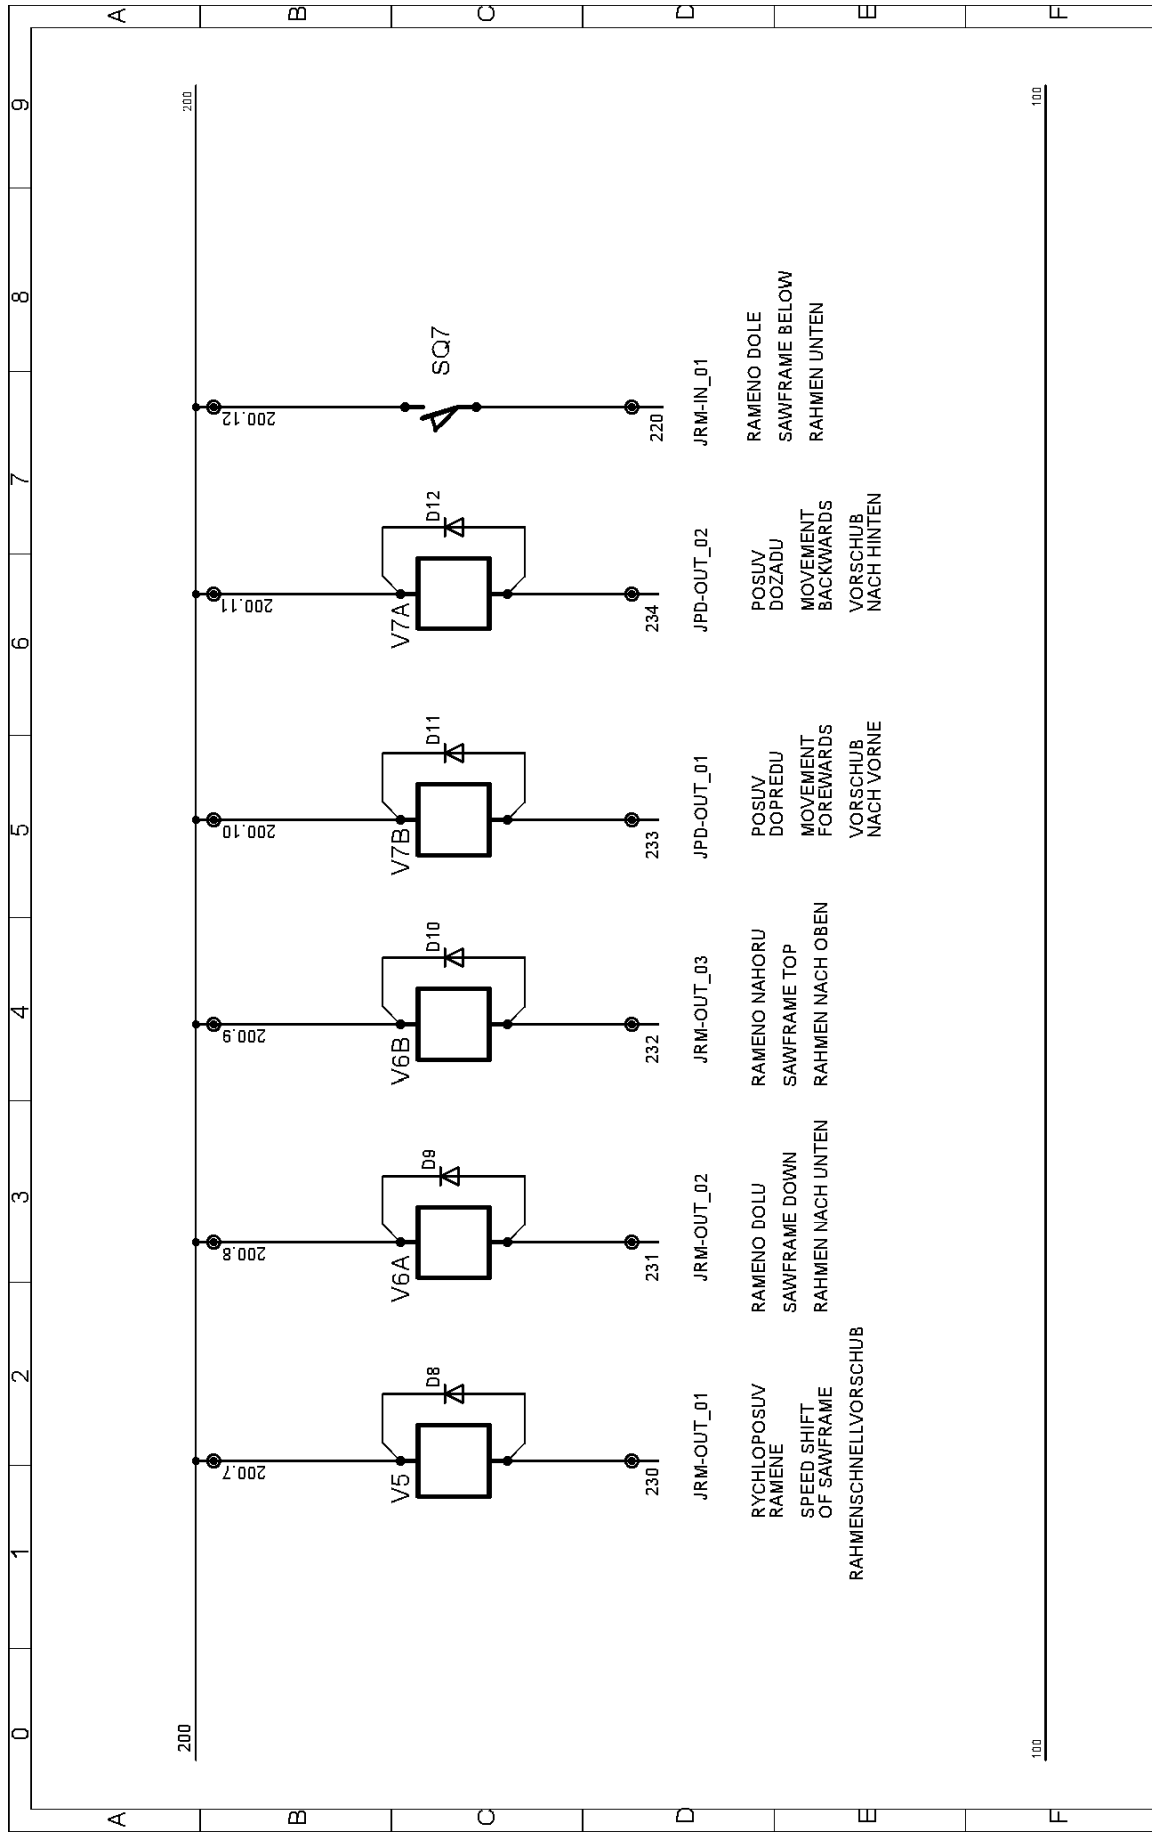 0 1 2 3 4 5 6 7 8 9
A
B
C
D
E
F
A
B
C
D
E
F
200
200
200.7
200.8
200.9
200.10
200.11
200.12
V5
D8
V6A
D9
V6B
D10
V7B
D11
V7A
D12
SQ7
230
231
232
233
234
220
JRM-OUT_01
JRM-OUT_02
JRM-OUT_03
JPD-OUT_01
JPD-OUT_02
JRM-IN_01
RYCHLOPOSUV
RAMENE
SPEED SHIFT
OF SAWFRAME
RAHMENSCHNELLVORSCHUB
RAMENO DOLU
SAWFRAME DOWN
RAHMEN NACH UNTEN
RAMENO NAHORU
SAWFRAME TOP
RAHMEN NACH OBEN
POSUV
DOPREDU
MOVEMENT
FOREWARDS
VORSCHUB
NACH VORNE
POSUV
DOZADU
MOVEMENT
BACKWARDS
VORSCHUB
NACH HINTEN
RAMENO DOLE
SAWFRAME BELOW
RAHMEN UNTEN
100
100